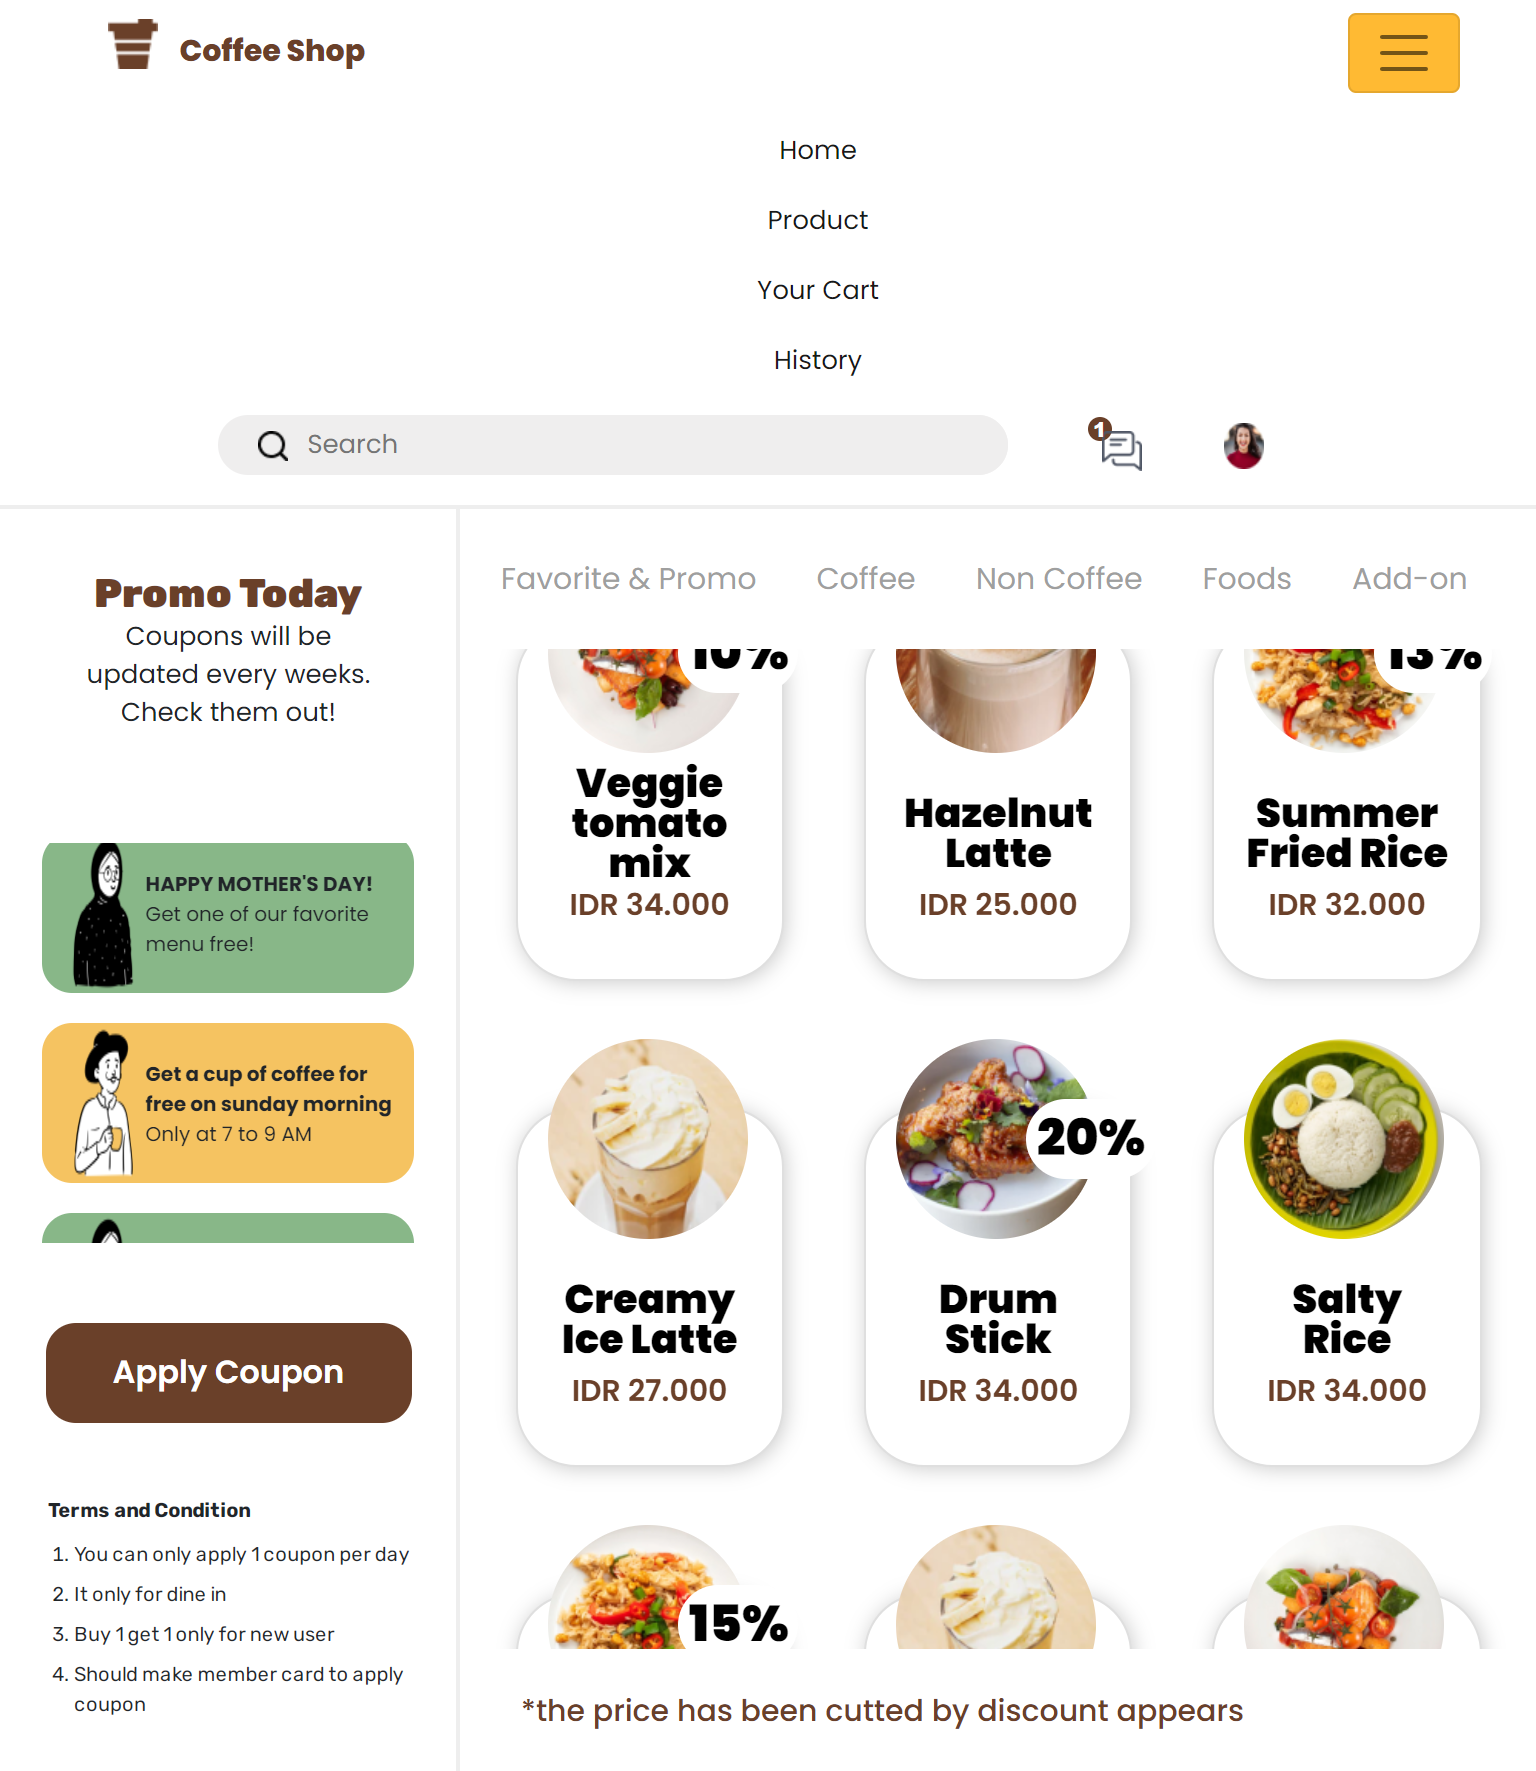 Coffee Shop
Home
Product
Your Cart
History
Search
1
Promo Today
Coupons will be
updated every weeks.
Check them out!
HAPPY MOTHER'S DAY!
Get one of our favorite
menu free!
Get a cup of coffee for
free on sunday morning
Only at 7 to 9 AM
Apply Coupon
Terms and Condition
1. You can only apply 1 coupon per day
2. It only for dine in
3. Buy 1 get 1 only for new user
4. Should make member card to apply
coupon
Favorite & Promo Coffee Non Coffee Foods Add-on
10% 13%
Veggie
tomato
mix
IDR 34.000
Hazelnut
Latte
IDR 25.000
Summer
Fried Rice
IDR 32.000
Creamy
Ice Latte
IDR 27.000
20%
Drum
Stick
IDR 34.000
Salty
Rice
IDR 34.000
15%
*the price has been cutted by discount appears